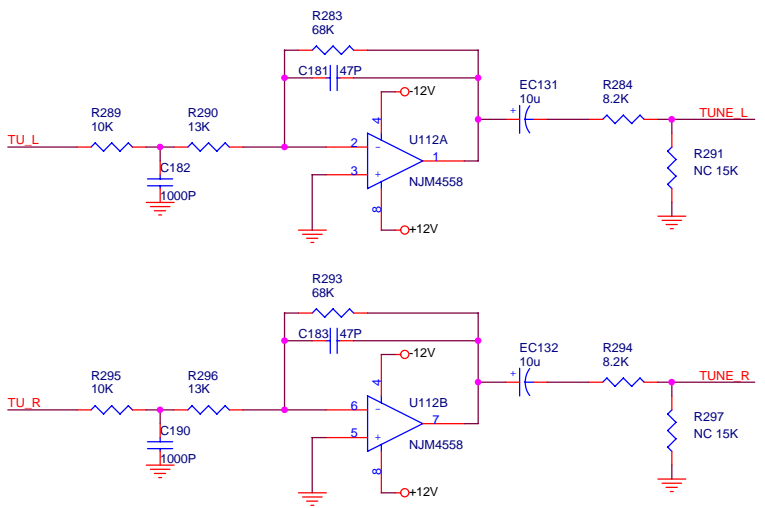 R283
68K
C181 47P
-12V
EC131
10u
R284
8.2K
R289
10K
R290
13K
4
TU_L
2
U112A
1
TUNE_L
C182
3
NJM4558
R291
NC 15K
1000P
8
+12V
R293
68K
C183 47P
-12V
EC132
10u
R294
8.2K
R295
10K
R296
13K
4
TU_R
6
U112B
7
TUNE_R
C190
5
NJM4558
R297
NC 15K
1000P
8
+12V